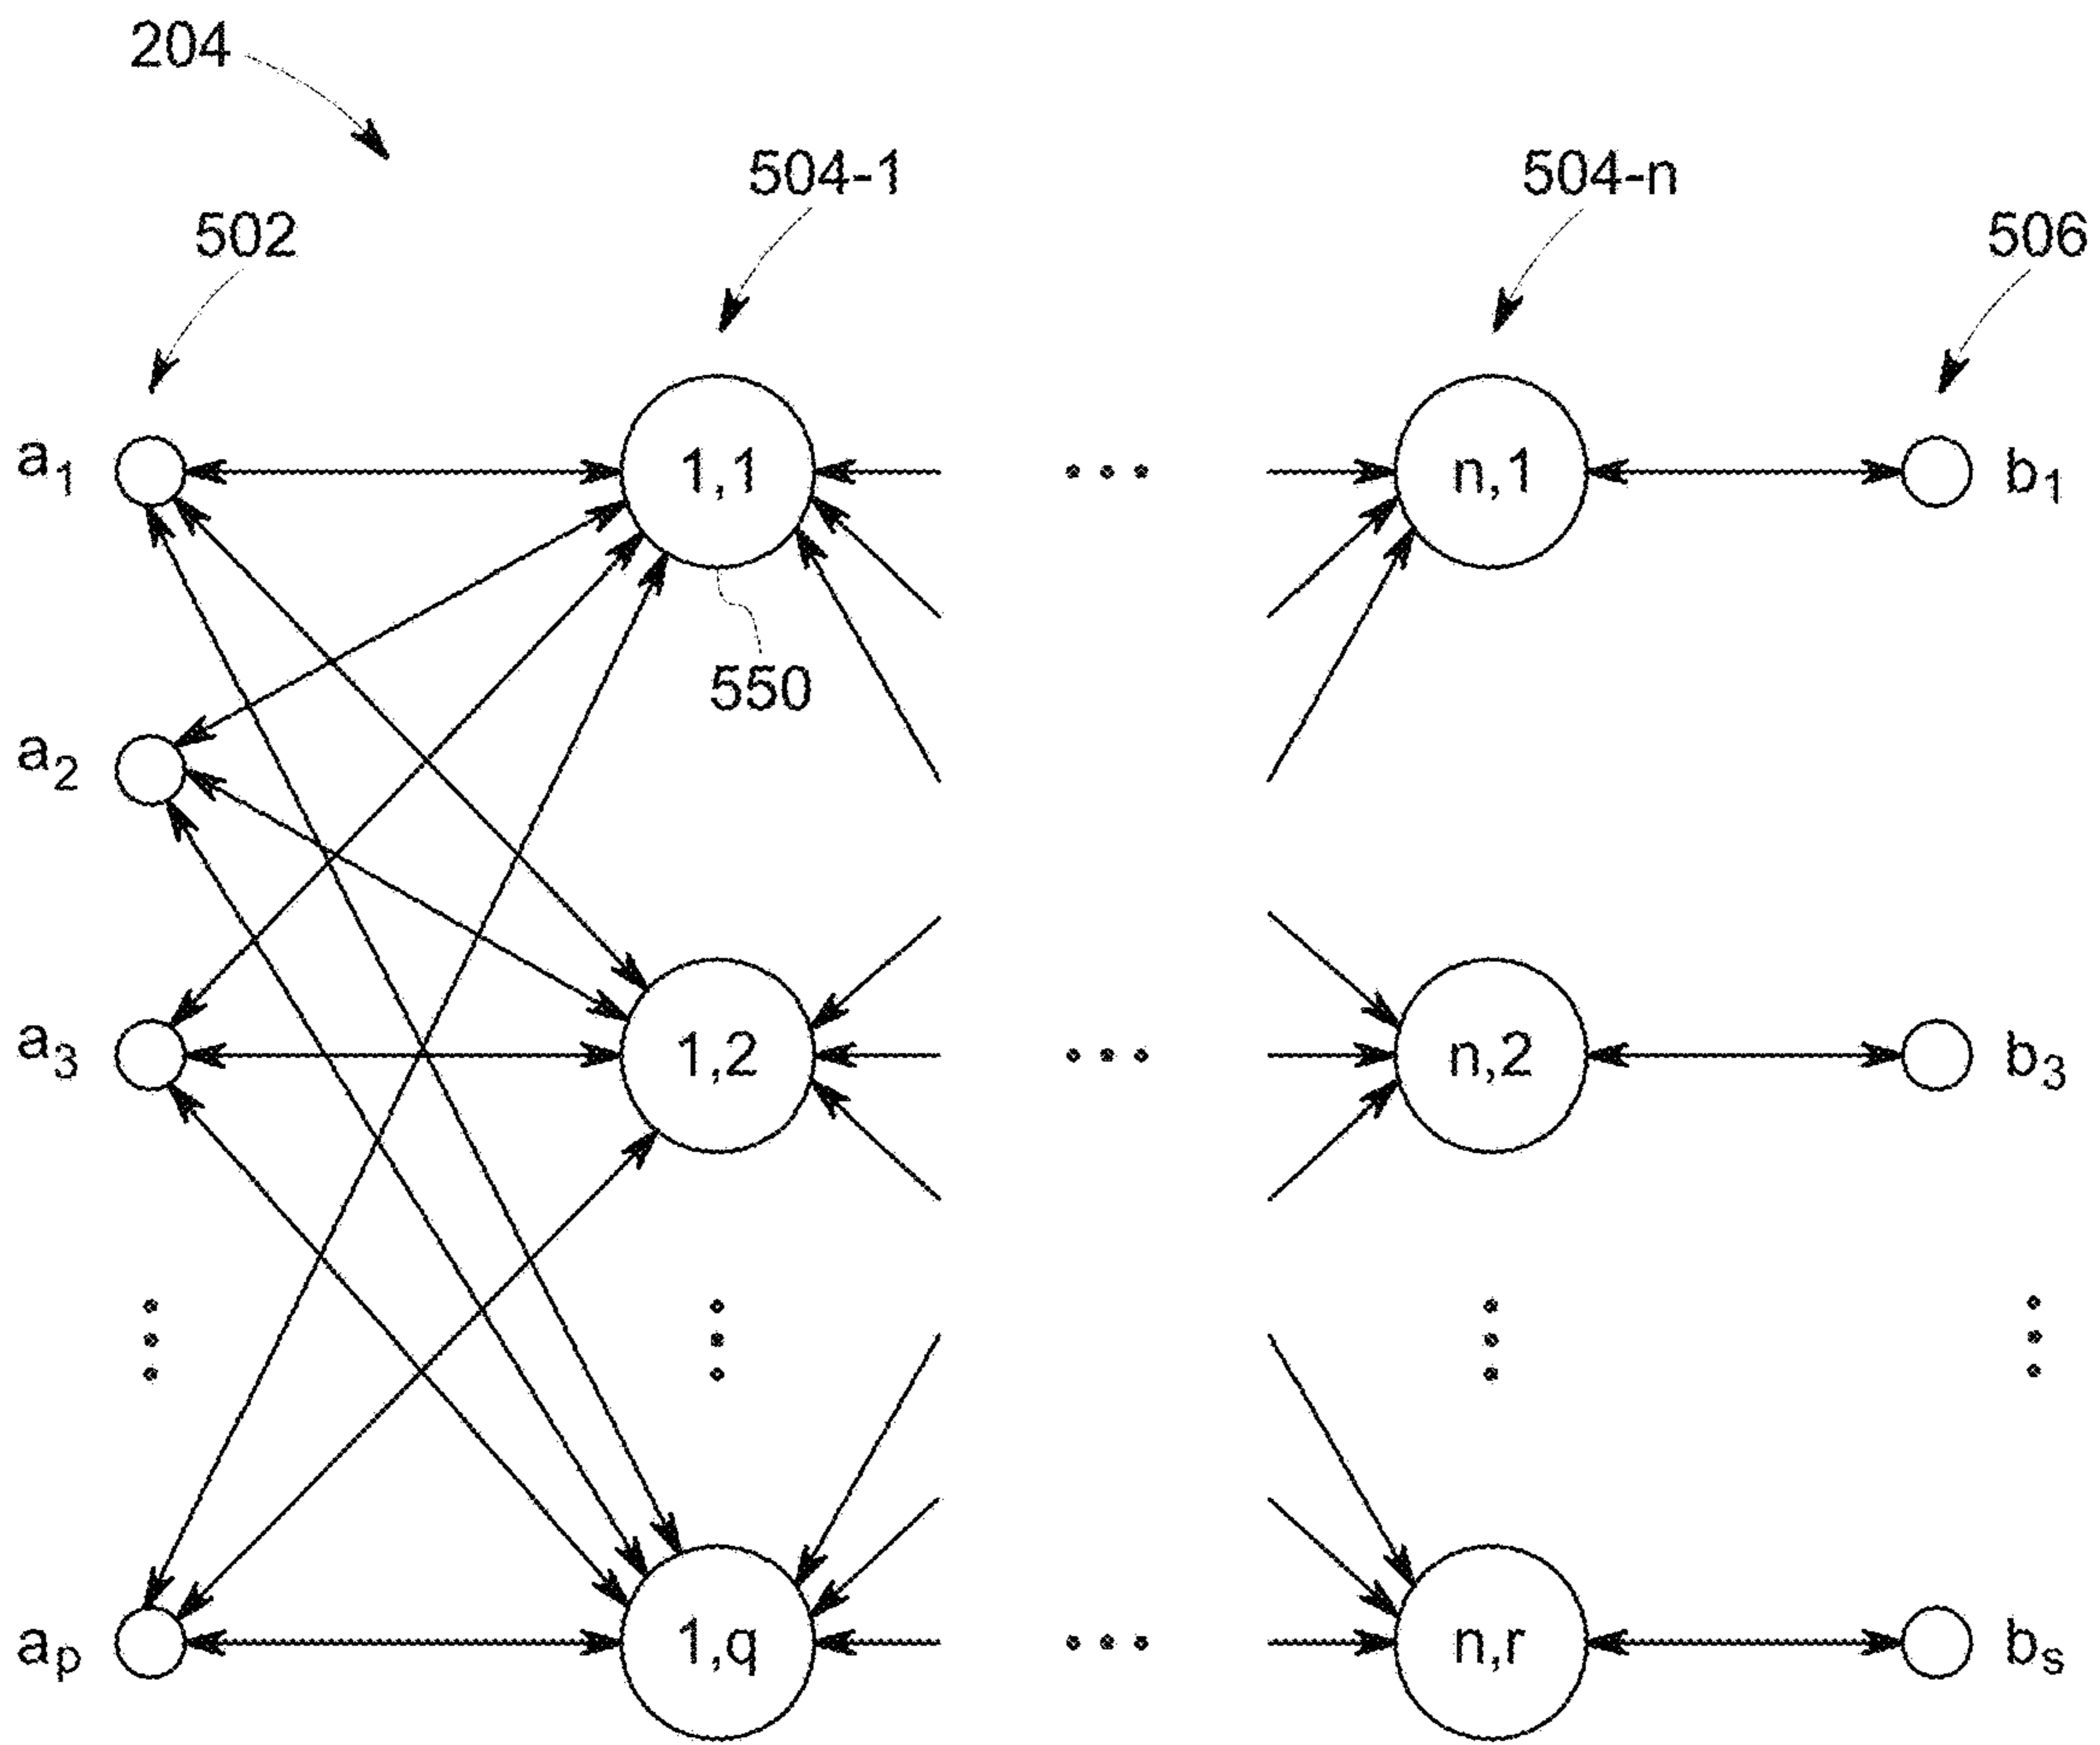 204
504-1
504-n
502
506
a1
1,1
n,1
b1
550
a2
a3
1,2
n,2
b3
ap
1,q
n,r
bs